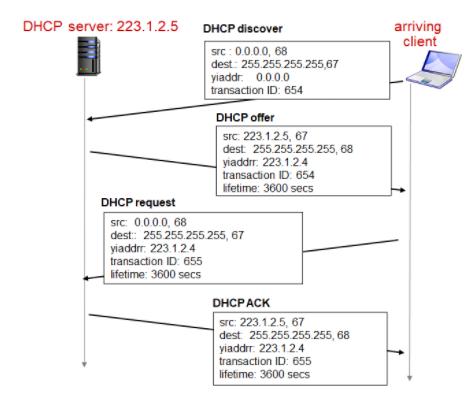 DHCP server: 223.1.2.5
DHCP discover
arriving
client
src : 0.0.0.0, 68
dest.: 255.255.255.255,67
yiaddr: 0.0.0.0
transaction ID: 654
DHCP offer
src: 223.1.2.5, 67
dest: 255.255.255.255, 68
yiaddrr: 223.1.2.4
transaction ID: 654
lifetime: 3600 secs
DHCP request
src: 0.0.0.0, 68
dest:: 255.255.255.255, 67
yiaddrr: 223.1.2.4
transaction ID: 655
lifetime: 3600 secs
DHCP ACK
src: 223.1.2.5, 67
dest: 255.255.255.255, 68
yiaddrr: 223.1.2.4
transaction ID: 655
lifetime: 3600 secs